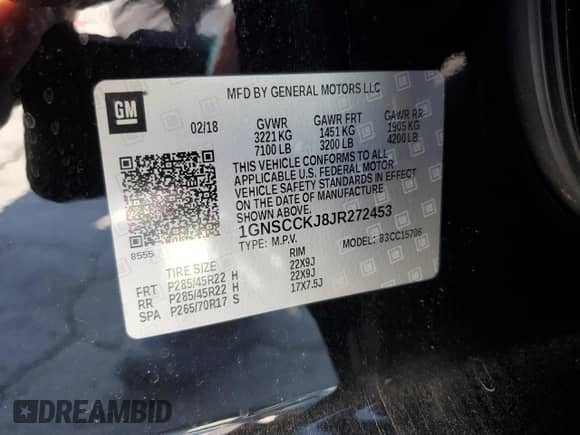 MFD BY GENERAL MOTORS LLC
GM
02/18 GVWR GAWR FRT GAWR RR
3221 KG 1451 KG 1905 KG
7100 LB 3200 LB 4200 LB
THIS VEHICLE CONFORMS TO ALL
APPLICABLE U.S. FEDERAL MOTOR
VEHICLE SAFETY STANDARDS IN EFFECT
ON THE DATE OF MANUFACTURE
SHOWN ABOVE.
1GNSCCKJ8JR272453
8555 TYPE: M.P.V. MODEL: 83CC15706
TIRE SIZE RIM
FRT P285/45R22 H 22X9J
RR P285/45R22 H 22X9J
SPA P265/70R17 S 17X7.5J
DREAMBID